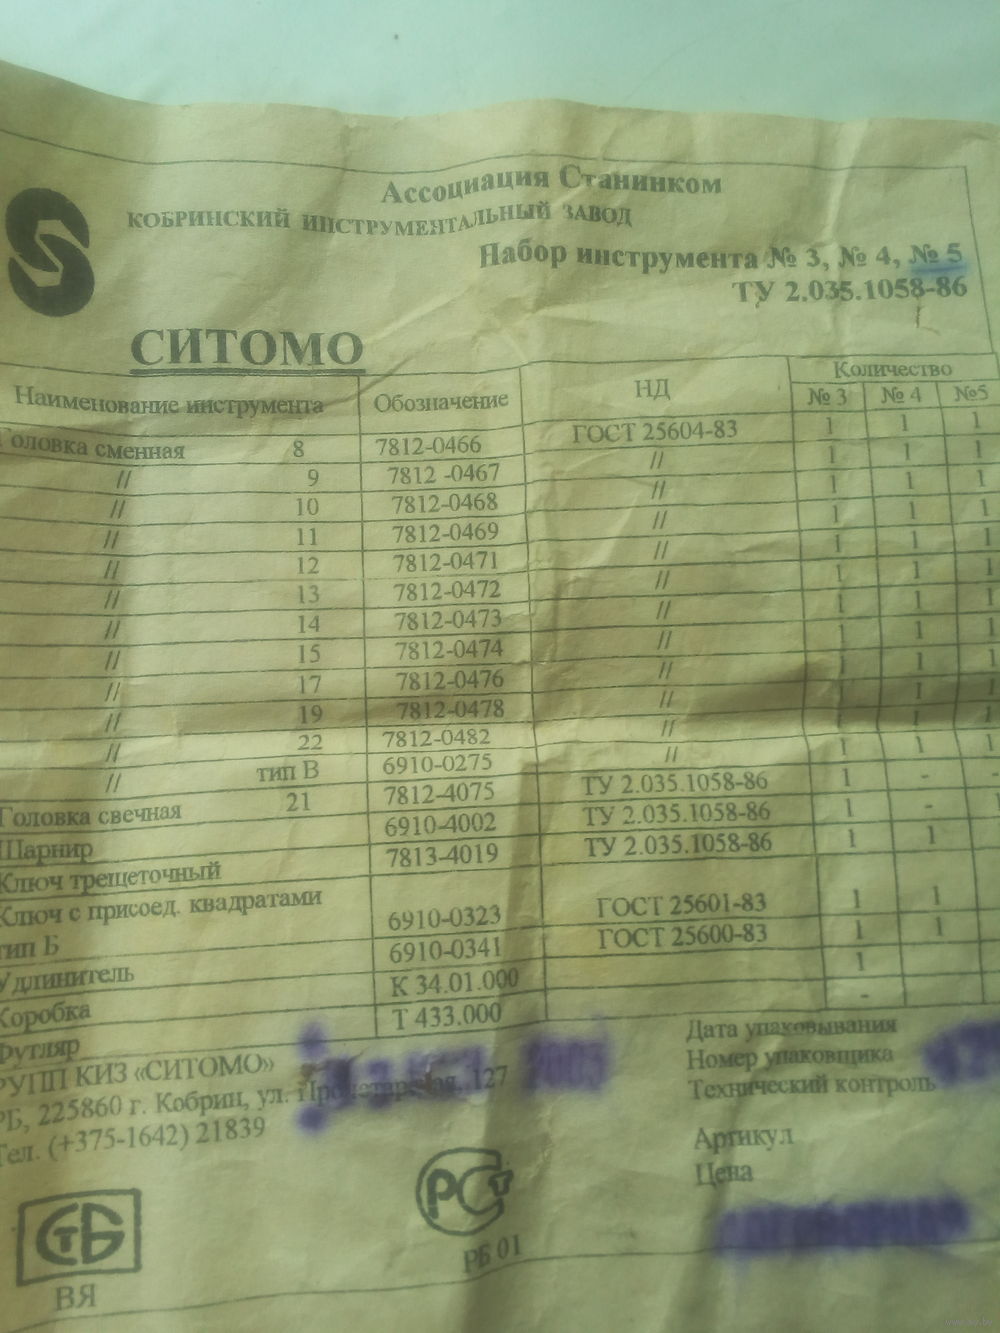 Ассоциация Станинком
КОБРИНСКИЙ ИНСТРУМЕНТАЛЬНЫЙ ЗАВОД
Набор инструмента № 3, № 4, № 5
ТУ 2.035.1058-86
СИТОМО
Наименование инструмента Обозначение НД Количество
№ 3 № 4 №5
Головка сменная 8 7812-0466 ГОСТ 25604-83 1 1 1
// 9 7812 -0467 // 1 1 1
// 10 7812-0468 // 1 1 1
// 11 7812-0469 // 1 1 1
// 12 7812-0471 // 1 1 1
// 13 7812-0472 // 1 1 1
// 14 7812-0473 // 1 1 1
// 15 7812-0474 // 1 1 1
// 17 7812-0476 // 1 1 1
// 19 7812-0478 // 1 1 1
// 22 7812-0482 // 1 1 1
// тип В 6910-0275 // 1 1 1
Головка свечная 21 7812-4075 ТУ 2.035.1058-86 1 - -
Шарнир 6910-4002 ТУ 2.035.1058-86 1 - 1
Ключ трещеточный 7813-4019 ТУ 2.035.1058-86 1 1
Ключ с присоед. квадратами
тип Б 6910-0323 ГОСТ 25601-83 1 1
Удлинитель 6910-0341 ГОСТ 25600-83 1 1
Коробка К 34.01.000 1
Футляр Т 433.000 -
РУПП КИЗ «СИТОМО»
РБ, 225860 г. Кобрин, ул. Пролетарская, 127
Тел. (+375-1642) 21839
2003
Дата упаковывания
Номер упаковщика
Технический контроль
Артикул
Цена
СТБ
ВЯ
РСТ
РБ 01